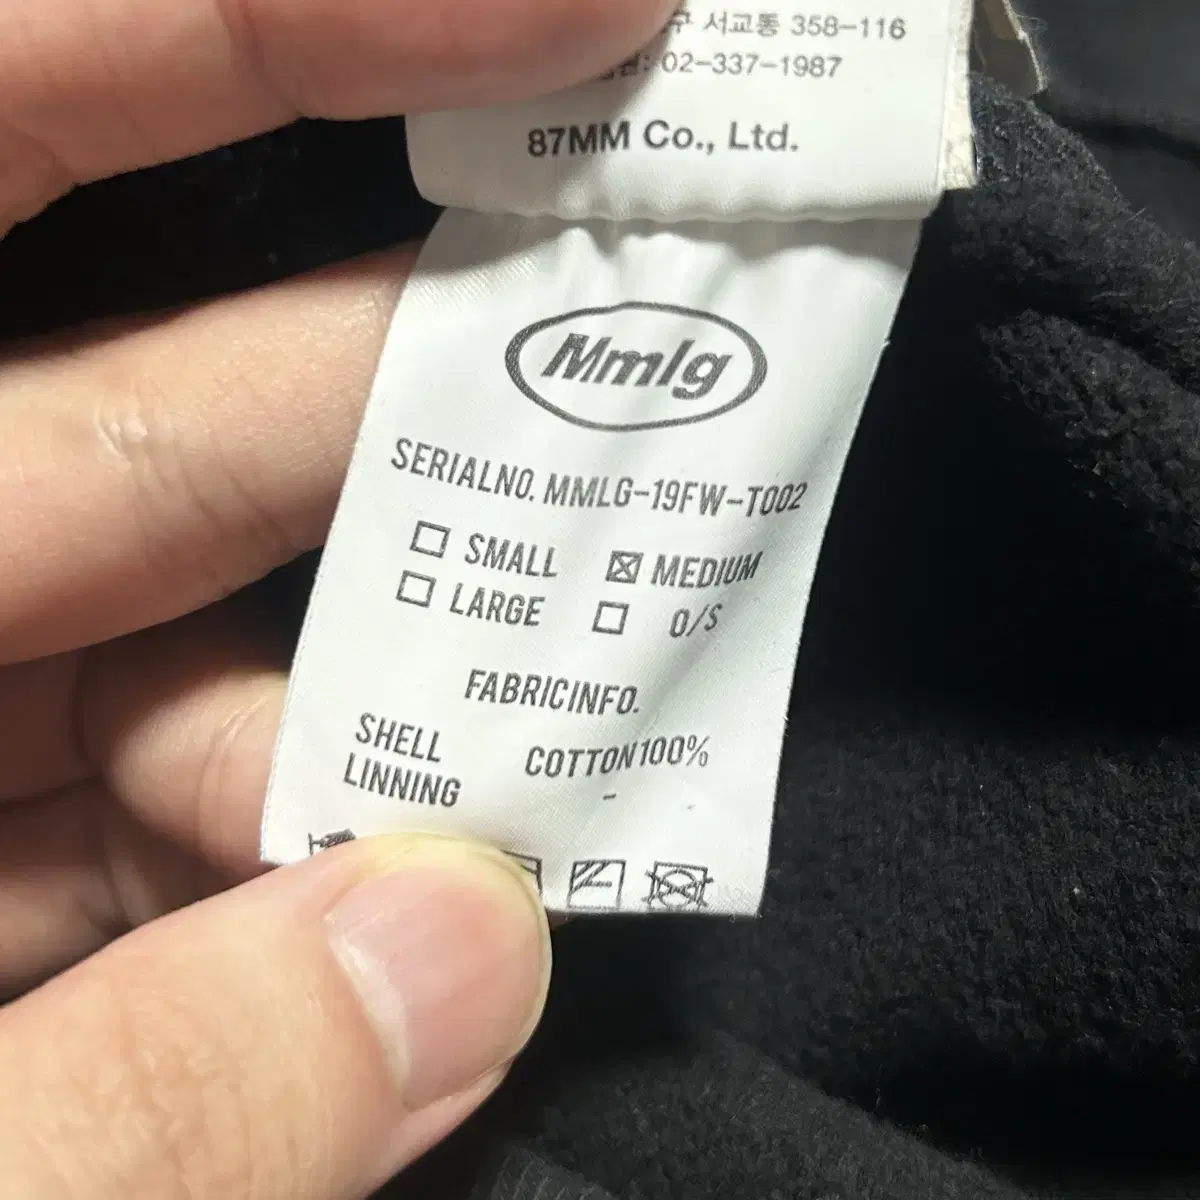 구 서교동 358-116
02-337-1987
87MM Co., Ltd.
Mmlg
SERIALNO. MMLG-19FW-T002
SMALL MEDIUM
LARGE O/S
FABRICINFO.
SHELL COTTON100%
LINNING -